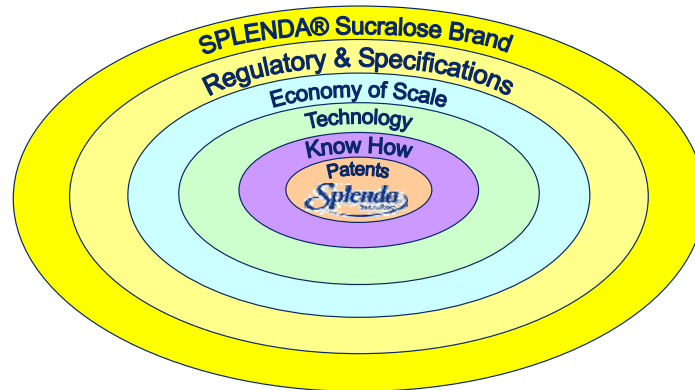 SPLENDA® Sucralose Brand
Regulatory & Specifications
Economy of Scale
Technology
Know How
Patents
Splenda